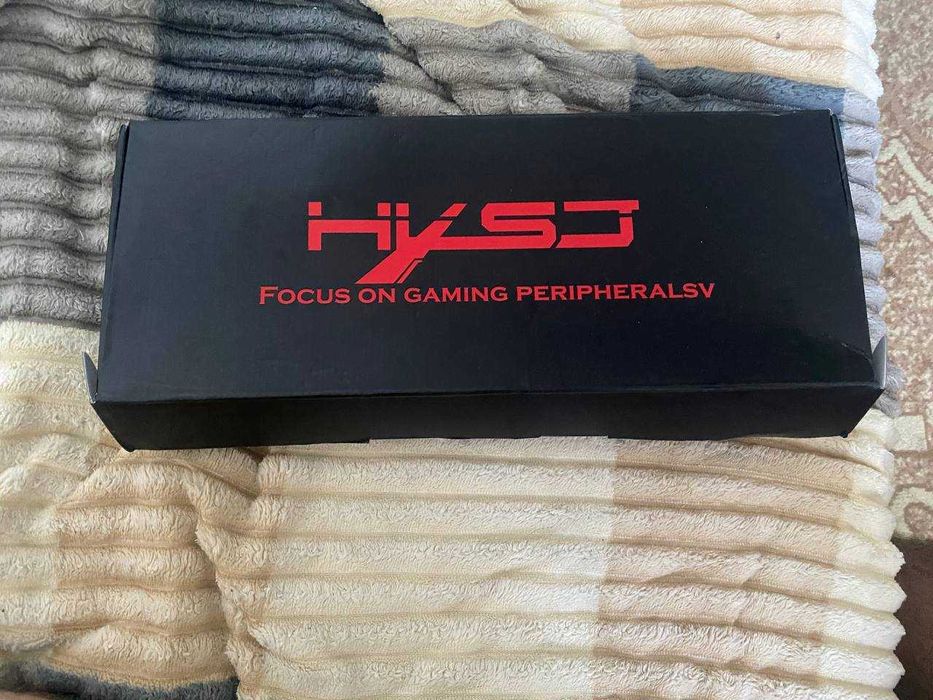 HXSJ
FOCUS ON GAMING PERIPHERALSV